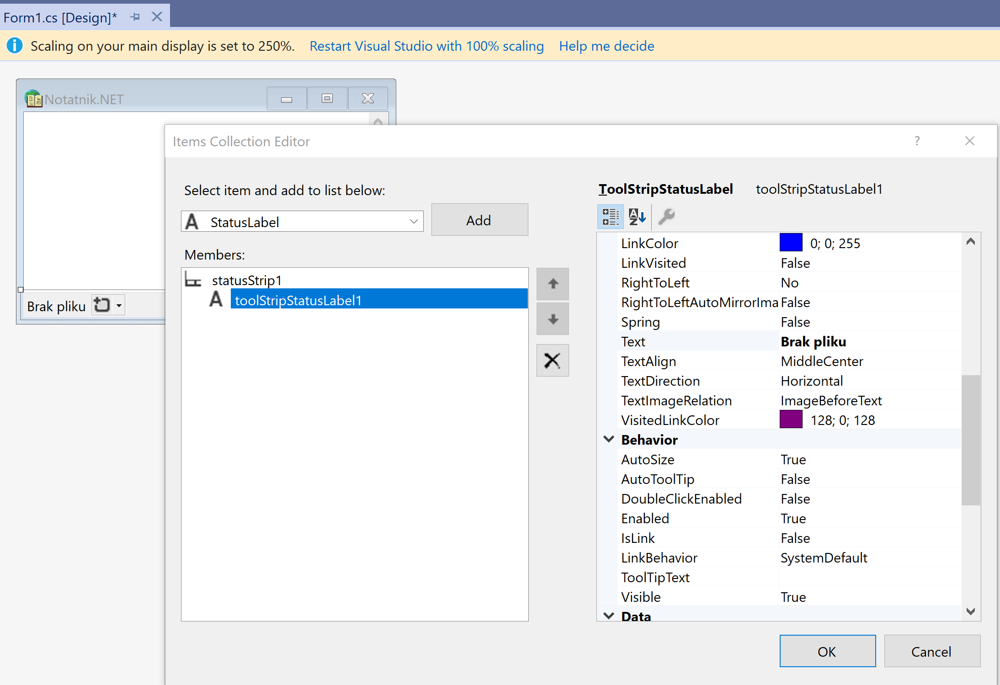 Form1.cs [Design]*
Scaling on your main display is set to 250%. Restart Visual Studio with 100% scaling Help me decide
Notatnik.NET
Brak pliku
Items Collection Editor ?
Select item and add to list below:
A StatusLabel
Add
Members:
statusStrip1
A toolStripStatusLabel1
ToolStripStatusLabel toolStripStatusLabel1
LinkColor 0; 0; 255
LinkVisited False
RightToLeft No
RightToLeftAutoMirrorIma False
Spring False
Text Brak pliku
TextAlign MiddleCenter
TextDirection Horizontal
TextImageRelation ImageBeforeText
VisitedLinkColor 128; 0; 128
Behavior
AutoSize True
AutoToolTip False
DoubleClickEnabled False
Enabled True
IsLink False
LinkBehavior SystemDefault
ToolTipText
Visible True
Data
OK Cancel